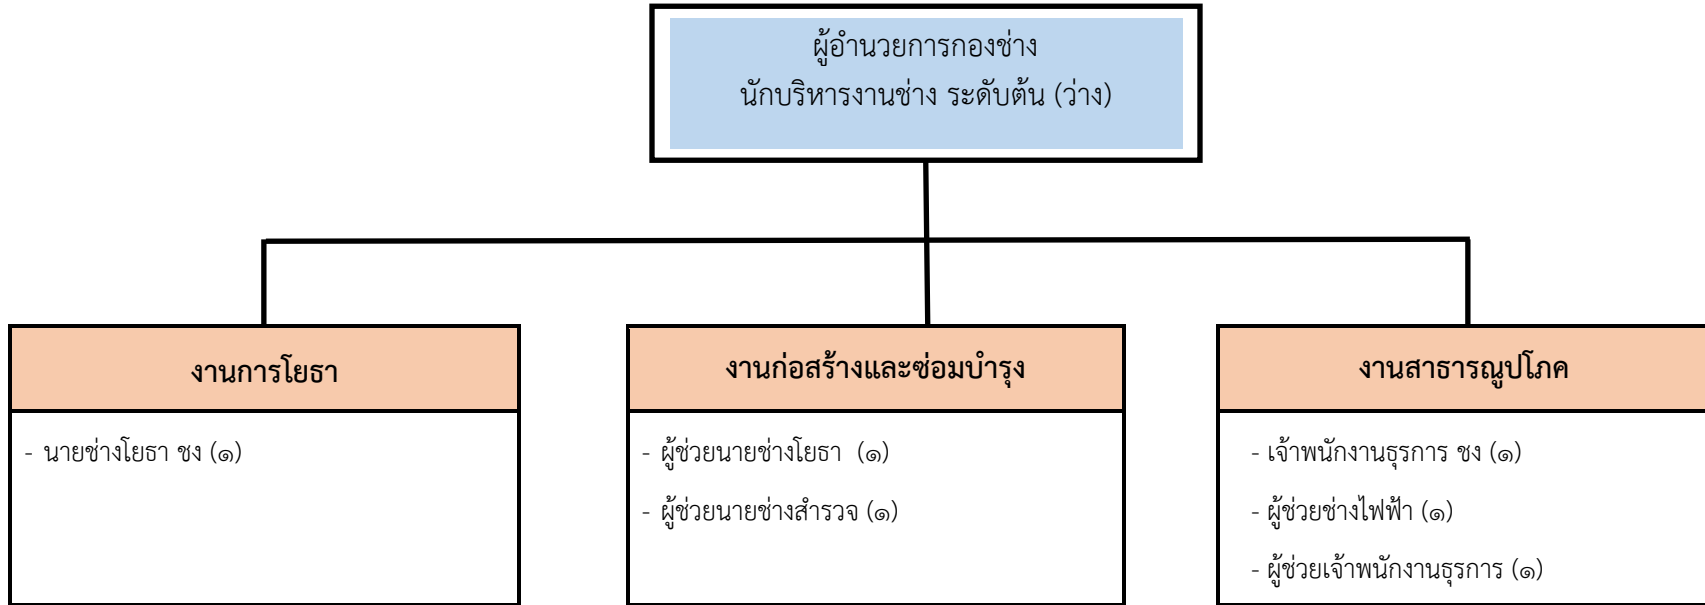 ผู้อำนวยการกองช่าง
นักบริหารงานช่าง ระดับต้น (ว่าง)
งานการโยธา
- นายช่างโยธา ชง (๑)
งานก่อสร้างและซ่อมบำรุง
- ผู้ช่วยนายช่างโยธา (๑)
- ผู้ช่วยนายช่างสำรวจ (๑)
งานสาธารณูปโภค
- เจ้าพนักงานธุรการ ชง (๑)
- ผู้ช่วยช่างไฟฟ้า (๑)
- ผู้ช่วยเจ้าพนักงานธุรการ (๑)